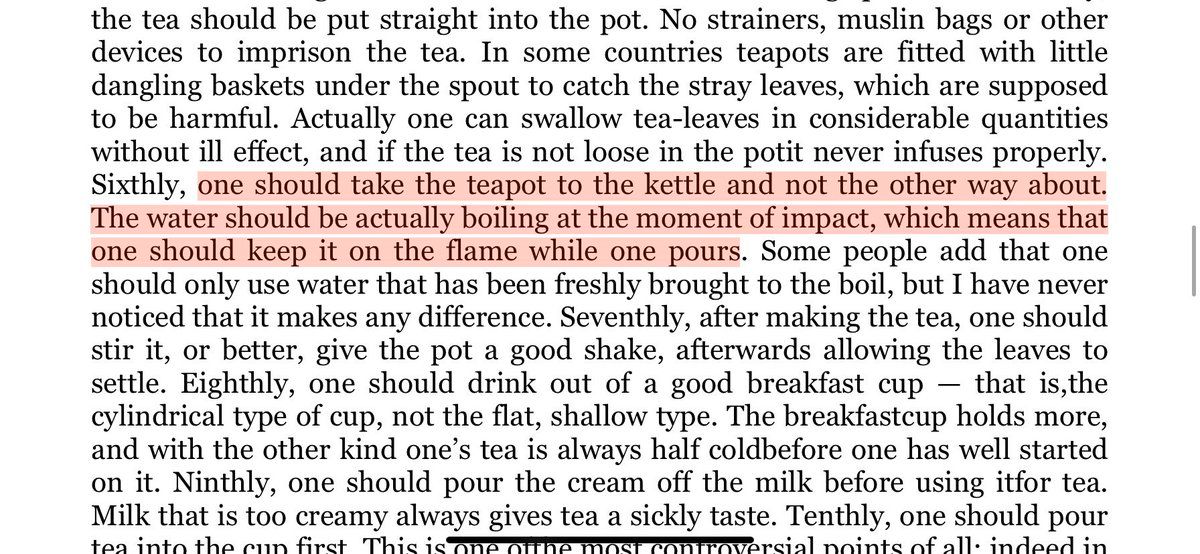 the tea should be put straight into the pot. No strainers, muslin bags or other
devices to imprison the tea. In some countries teapots are fitted with little
dangling baskets under the spout to catch the stray leaves, which are supposed
to be harmful. Actually one can swallow tea-leaves in considerable quantities
without ill effect, and if the tea is not loose in the potit never infuses properly.
Sixthly, one should take the teapot to the kettle and not the other way about.
The water should be actually boiling at the moment of impact, which means that
one should keep it on the flame while one pours. Some people add that one
should only use water that has been freshly brought to the boil, but I have never
noticed that it makes any difference. Seventhly, after making the tea, one should
stir it, or better, give the pot a good shake, afterwards allowing the leaves to
settle. Eighthly, one should drink out of a good breakfast cup — that is,the
cylindrical type of cup, not the flat, shallow type. The breakfastcup holds more,
and with the other kind one’s tea is always half coldbefore one has well started
on it. Ninthly, one should pour the cream off the milk before using itfor tea.
Milk that is too creamy always gives tea a sickly taste. Tenthly, one should pour
tea into the cup first. This is one ofthe most controversial points of all; indeed in